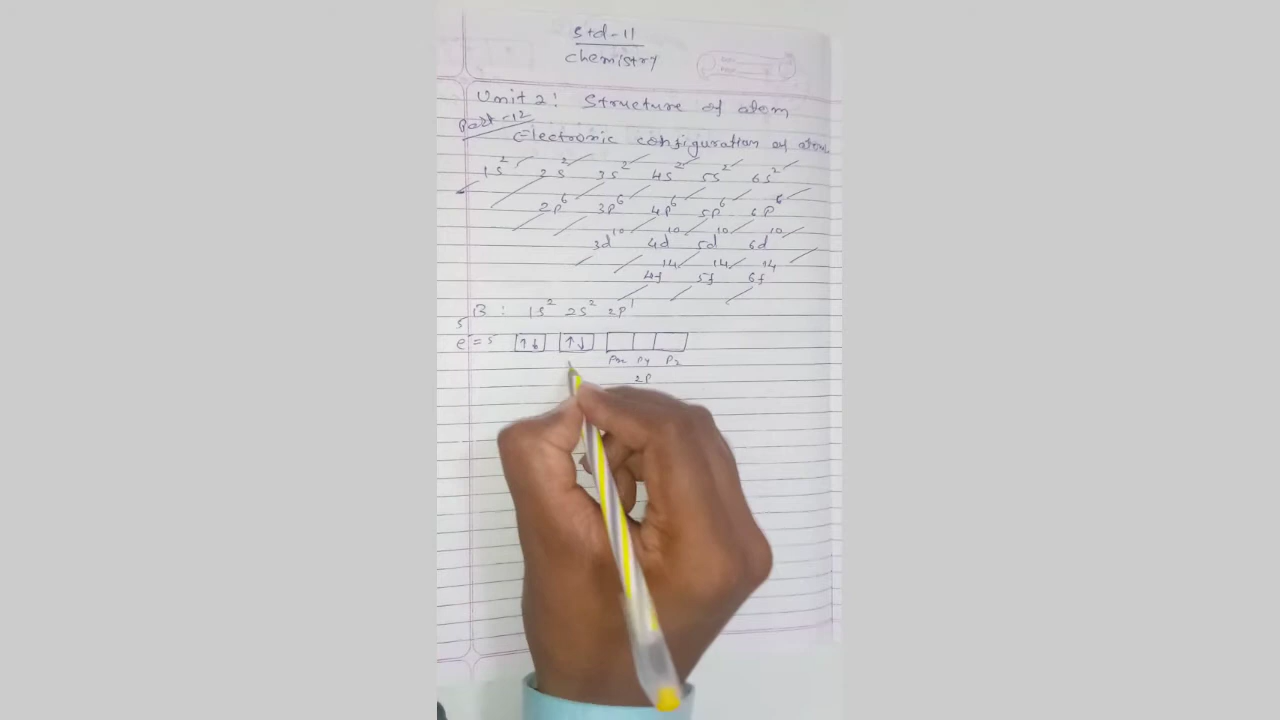 std-11
chemistry
Unit 2: Structure of atom
Part-12
Electronic configuration of atom
1s² 2s² 3s² 4s² 5s² 6s²
2p⁶ 3p⁶ 4p⁶ 5p⁶ 6p⁶
3d¹⁰ 4d¹⁰ 5d¹⁰ 6d¹⁰
4f¹⁴ 5f¹⁴ 6f¹⁴
₅B : 1s² 2s² 2p¹
e⁻ = 5 ↑↓ ↑↓
Px Py Pz
2p